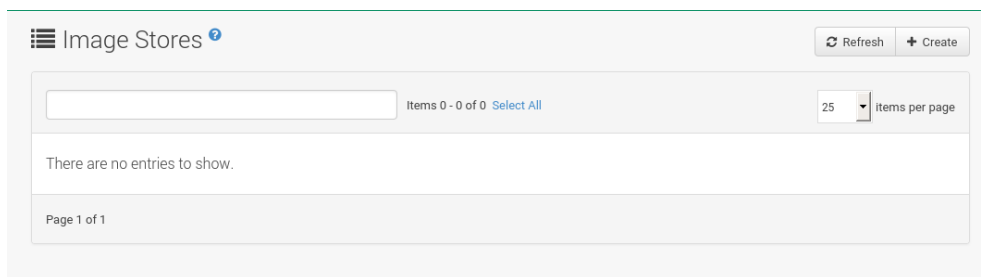 Image Stores ?
Refresh + Create
Items 0 - 0 of 0 Select All
25 items per page
There are no entries to show.
Page 1 of 1